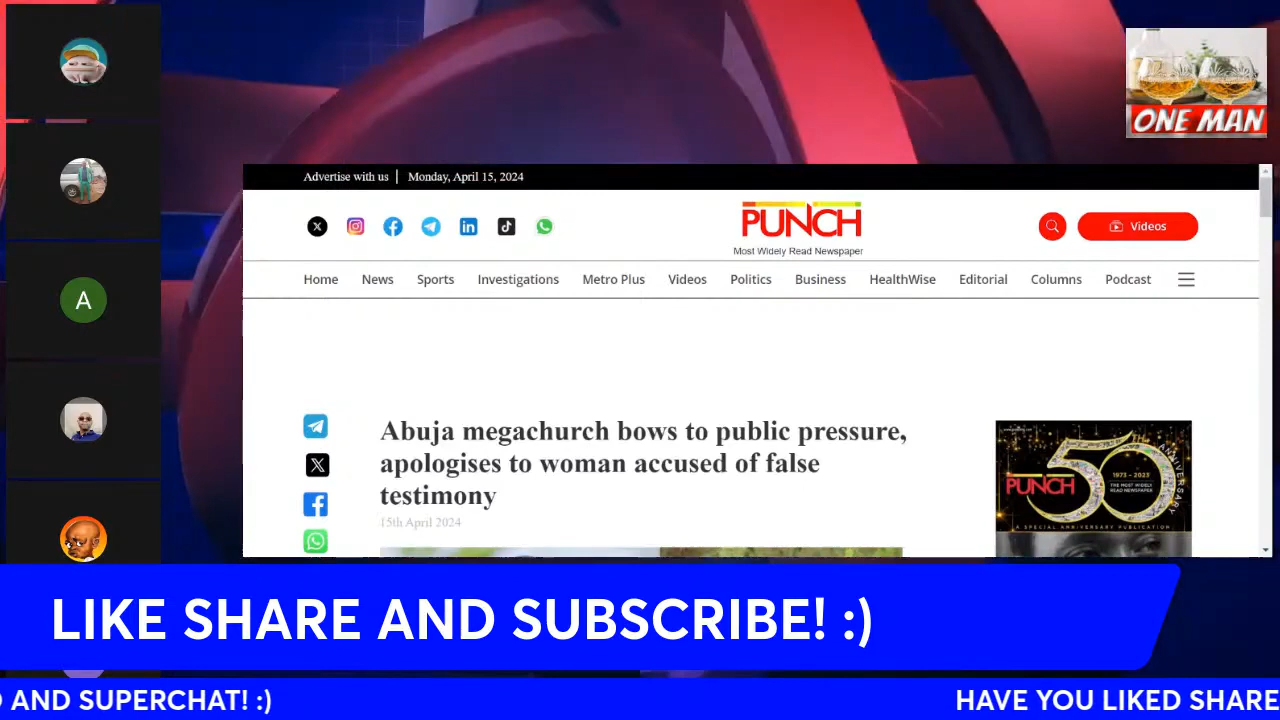 ONE MAN
Advertise with us | Monday, April 15, 2024
PUNCH
Most Widely Read Newspaper
Videos
Home News Sports Investigations Metro Plus Videos Politics Business HealthWise Editorial Columns Podcast
A
Abuja megachurch bows to public pressure,
apologises to woman accused of false
testimony
15th April 2024
50
ANNIVERSARY
PUNCH
1973 - 2023
THE MOST WIDELY
READ NEWSPAPER
A SPECIAL ANNIVERSARY PUBLICATION
LIKE SHARE AND SUBSCRIBE! :)
AND SUPERCHAT! :) HAVE YOU LIKED SHARE